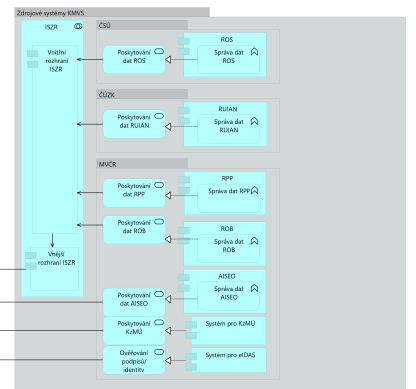 Zdrojové systémy KMVS
ISZR
Vnitřní
rozhraní
ISZR
Vnější
rozhraní ISZR
ČSÚ
Poskytování
dat ROS
ROS
Správa dat
ROS
ČÚZK
Poskytování
dat RUIAN
RUIAN
Správa dat
RUIAN
MVČR
Poskytování
dat RPP
RPP
Správa dat RPP
Poskytování
dat ROB
ROB
Správa dat
ROB
AISEO
Správa dat
AISEO
Poskytování
dat AISEO
Poskytování
KzMÚ
Systém pro KzMÚ
Ověřování
podpisů/
identity
Systém pro eIDAS